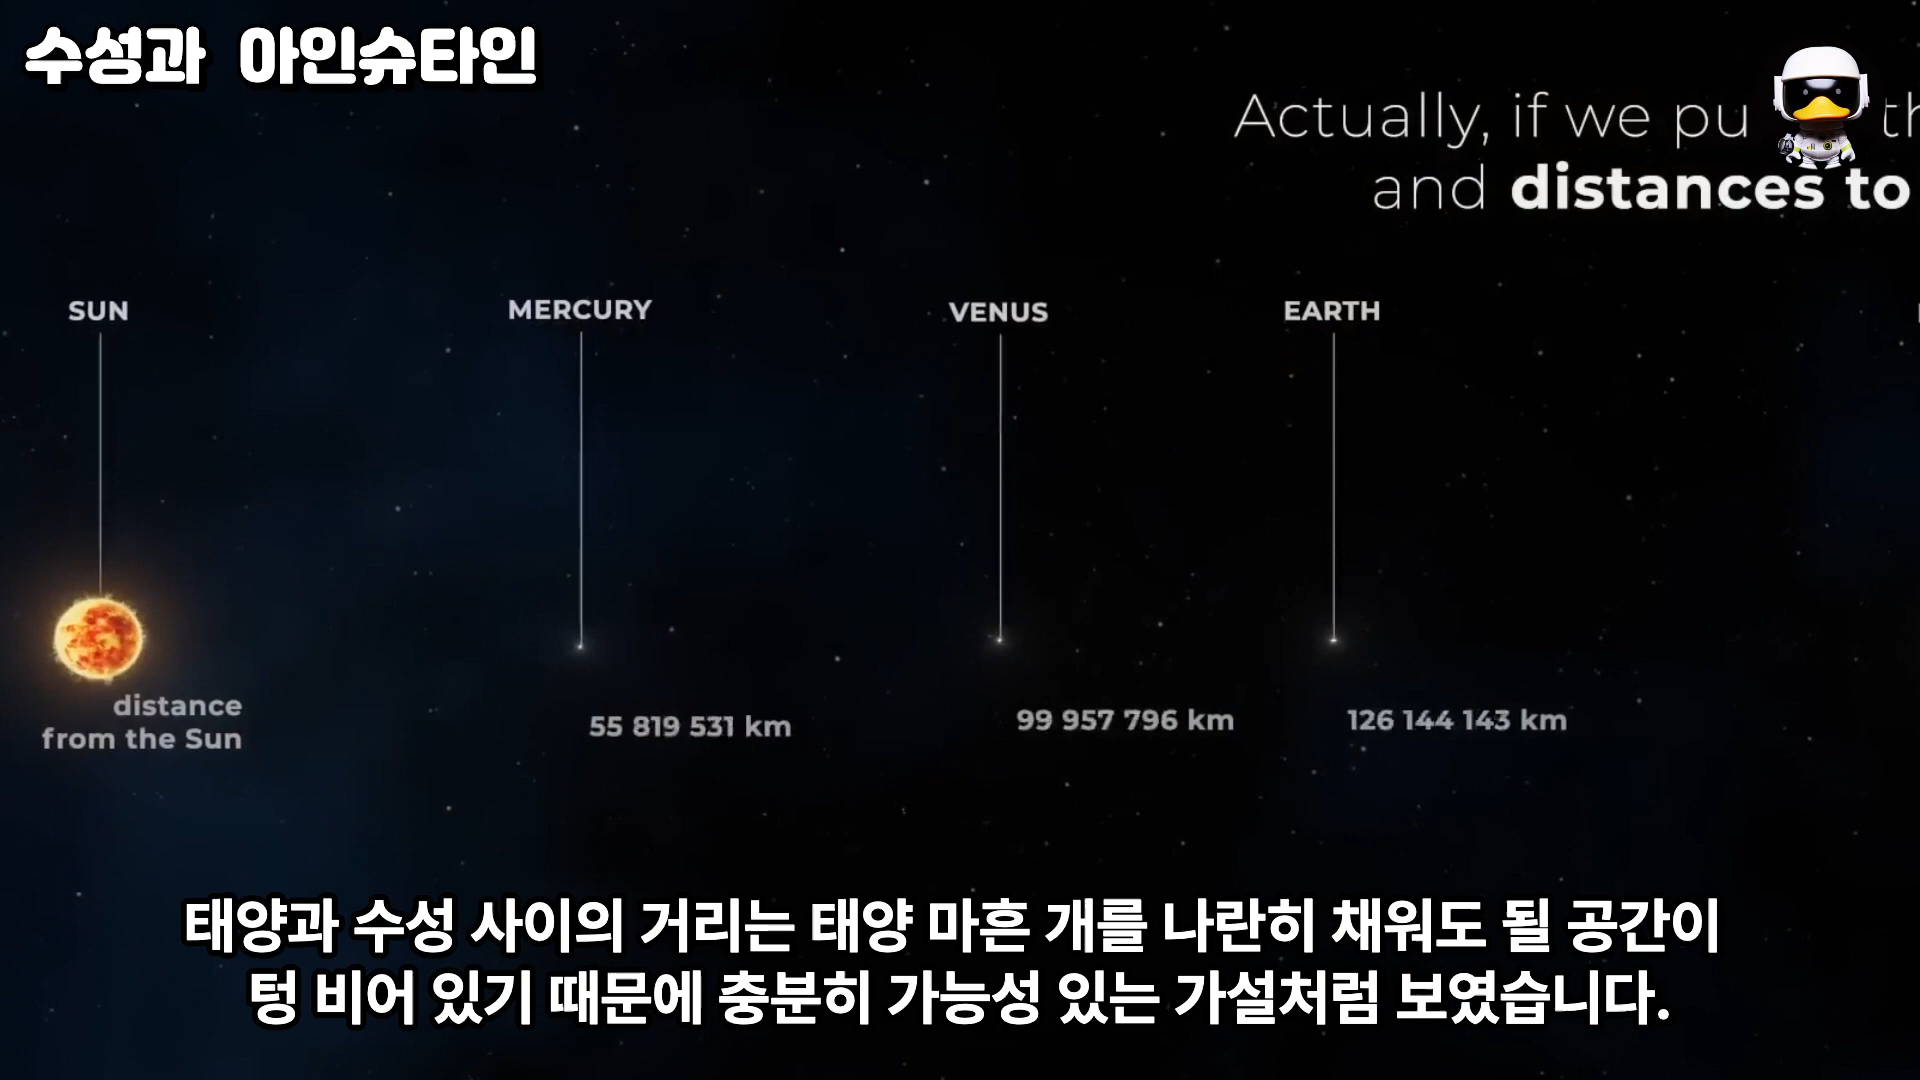 수성과 아인슈타인
Actually, if we
and distances to
SUN
MERCURY
VENUS
EARTH
distance
from the Sun
55 819 531 km
99 957 796 km
126 144 143 km
태양과 수성 사이의 거리는 태양 마흔 개를 나란히 채워도 될 공간이
텅 비어 있기 때문에 충분히 가능성 있는 가설처럼 보였습니다.